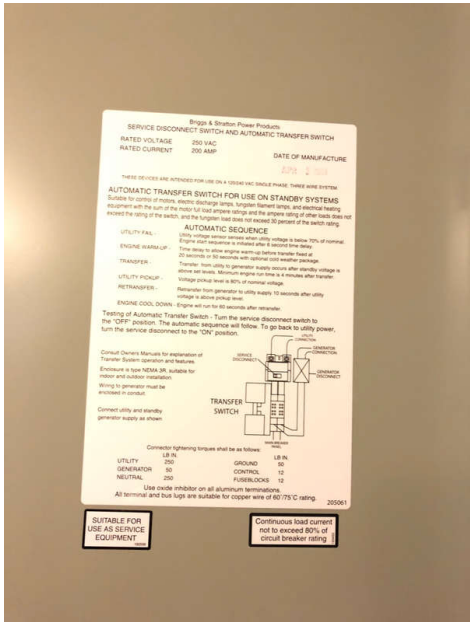 Briggs & Stratton Power Products
SERVICE DISCONNECT SWITCH AND AUTOMATIC TRANSFER SWITCH
RATED VOLTAGE 250 VAC
RATED CURRENT 200 AMP
DATE OF MANUFACTURE
THESE DEVICES ARE INTENDED FOR USE ON A 120/240 VAC, SINGLE PHASE, THREE WIRE SYSTEM
AUTOMATIC TRANSFER SWITCH FOR USE ON STANDBY SYSTEMS
Suitable for control of motors, electric discharge lamps, tungsten filament lamps, and electrical heating
equipment with the sum of the motor full load ampere ratings and the ampere rating of other loads does not
exceed the rating of the switch, and the tungsten load does not exceed 30 percent of the switch rating.
AUTOMATIC SEQUENCE
UTILITY FAIL - Utility voltage sensor senses when utility voltage is below 70% of nominal.
Engine start sequence is initiated after 6 second time delay.
ENGINE WARM-UP - Time delay to allow engine warm-up before transfer fixed at
20 seconds or 50 seconds with optional cold weather package.
TRANSFER - Transfer from utility to generator supply occurs after standby voltage is
above set levels. Minimum engine run time is 4 minutes after transfer.
UTILITY PICKUP - Voltage pickup level is 80% of nominal voltage.
RETRANSFER - Retransfer from generator to utility supply 10 seconds after utility
voltage is above pickup level.
ENGINE COOL DOWN - Engine will run for 60 seconds after retransfer.
Testing of Automatic Transfer Switch - Turn the service disconnect switch to
the "OFF" position. The automatic sequence will follow. To go back to utility power,
turn the service disconnect to the "ON" position.
UTILITY
CONNECTION
GENERATOR
CONNECTION
SERVICE
DISCONNECT
GENERATOR
DISCONNECT
Consult Owners Manuals for explanation of
Transfer System operation and features.
Enclosure is type NEMA 3R, suitable for
indoor and outdoor installation.
Wiring to generator must be
enclosed in conduit.
Connect utility and standby
generator supply as shown.
TRANSFER
SWITCH
MAIN BREAKER
PANEL
Connector tightening torques shall be as follows:
LB IN. LB IN.
UTILITY 250 GROUND 50
GENERATOR 50 CONTROL 12
NEUTRAL 250 FUSEBLOCKS 12
Use oxide inhibitor on all aluminum terminations.
All terminal and bus lugs are suitable for copper wire of 60°/75°C rating.
205061
SUITABLE FOR
USE AS SERVICE
EQUIPMENT
Continuous load current
not to exceed 80% of
circuit breaker rating